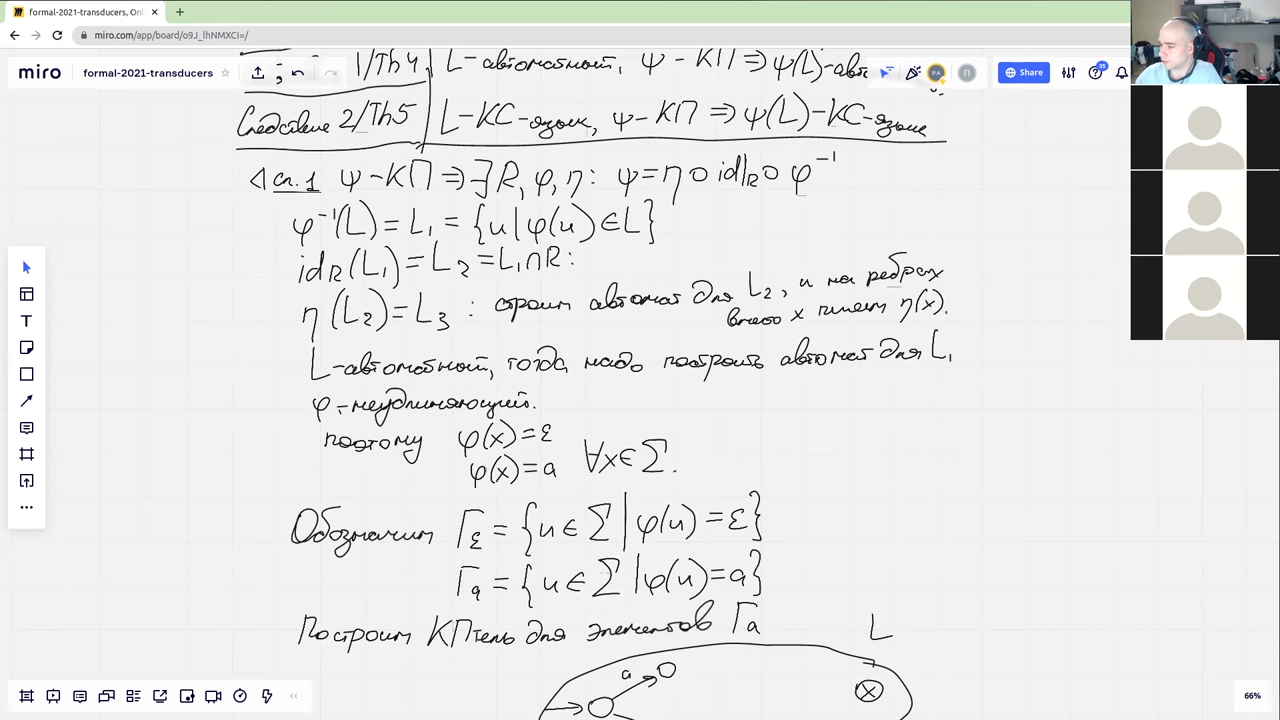 formal-2021-transducers, Onl
miro.com/app/board/o9J_lhNMXCI=/
miro
formal-2021-transducers
Share
35
1/Th4 | L-автоматный, ψ-КП ⇒ ψ(L)-авт
Следствие 2/Th5 | L-КС-язык, ψ-КП ⇒ ψ(L)-КС-язык
◁ сл. 1 ψ-КП ⇒ ∃R, φ, η: ψ=η∘id|R∘φ⁻¹
φ⁻¹(L) = L₁ = {u|φ(u)∈L}
id_R(L₁) = L₂ = L₁∩R:
η(L₂)=L₃ : строим автомат для L₂, и на ребрах
вместо x пишем η(x).
L-автоматный, тогда надо построить автомат для L₁
φ-неудлиняющий.
поэтому φ(x)=ε
φ(x)=a ∀x∈Σ.
Обозначим Γ_ε = {u∈Σ|φ(u)=ε}
Γ_a = {u∈Σ|φ(u)=a}
Построим КПтель для элементов Γ_a
L
a
66%